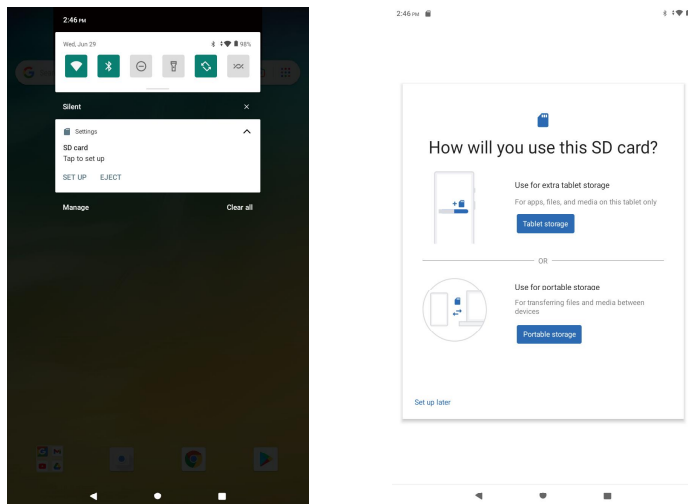 2:46 PM
Wed, Jun 29
98%
Silent
Settings
SD card
Tap to set up
SET UP EJECT
Manage Clear all
2:46 PM
How will you use this SD card?
Use for extra tablet storage
For apps, files, and media on this tablet only
Tablet storage
OR
Use for portable storage
For transferring files and media between
devices
Portable storage
Set up later